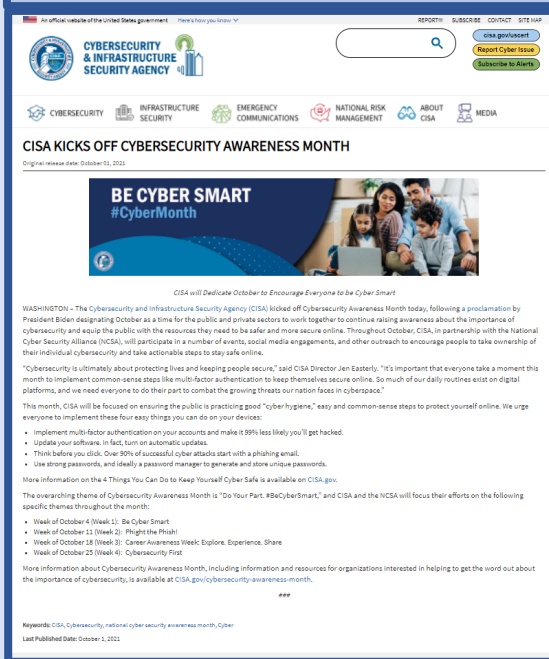 An official website of the United States government Here's how you know
REPORT SUBSCRIBE CONTACT SITE MAP
CYBERSECURITY
& INFRASTRUCTURE
SECURITY AGENCY
cisa.gov/uscert
Report Cyber Issue
Subscribe to Alerts
CYBERSECURITY
INFRASTRUCTURE
SECURITY
EMERGENCY
COMMUNICATIONS
NATIONAL RISK
MANAGEMENT
ABOUT
CISA
MEDIA
CISA KICKS OFF CYBERSECURITY AWARENESS MONTH
Original release date: October 01, 2021
BE CYBER SMART
#CyberMonth
CISA will Dedicate October to Encourage Everyone to be Cyber Smart
WASHINGTON – The Cybersecurity and Infrastructure Security Agency (CISA) kicked off Cybersecurity Awareness Month today, following a proclamation by
President Biden designating October as a time for the public and private sectors to work together to continue raising awareness about the importance of
cybersecurity and equip the public with the resources they need to be safer and more secure online. Throughout October, CISA, in partnership with the National
Cyber Security Alliance (NCSA), will participate in a number of events, social media engagements, and other outreach to encourage people to take ownership of
their individual cybersecurity and take actionable steps to stay safe online.
"Cybersecurity is ultimately about protecting lives and keeping people secure," said CISA Director Jen Easterly. "It's important that everyone take a moment this
month to implement common-sense steps like multi-factor authentication to keep themselves secure online. So much of our daily routines exist on digital
platforms, and we need everyone to do their part to combat the growing threats our nation faces in cyberspace."
This month, CISA will be focused on ensuring the public is practicing good "cyber hygiene," easy and common-sense steps to protect yourself online. We urge
everyone to implement these four easy things you can do on your devices:
• Implement multi-factor authentication on your accounts and make it 99% less likely you'll get hacked.
• Update your software. In fact, turn on automatic updates.
• Think before you click. Over 90% of successful cyber attacks start with a phishing email.
• Use strong passwords, and ideally a password manager to generate and store unique passwords.
More information on the 4 Things You Can Do to Keep Yourself Cyber Safe is available on CISA.gov.
The overarching theme of Cybersecurity Awareness Month is "Do Your Part. #BeCyberSmart," and CISA and the NCSA will focus their efforts on the following
specific themes throughout the month:
• Week of October 4 (Week 1): Be Cyber Smart
• Week of October 11 (Week 2): Phight the Phish!
• Week of October 18 (Week 3): Career Awareness Week: Explore. Experience. Share
• Week of October 25 (Week 4): Cybersecurity First
More information about Cybersecurity Awareness Month, including information and resources for organizations interested in helping to get the word out about
the importance of cybersecurity, is available at CISA.gov/cybersecurity-awareness-month.
###
Keywords: CISA, Cybersecurity, national cyber security awareness month, Cyber
Last Published Date: October 1, 2021